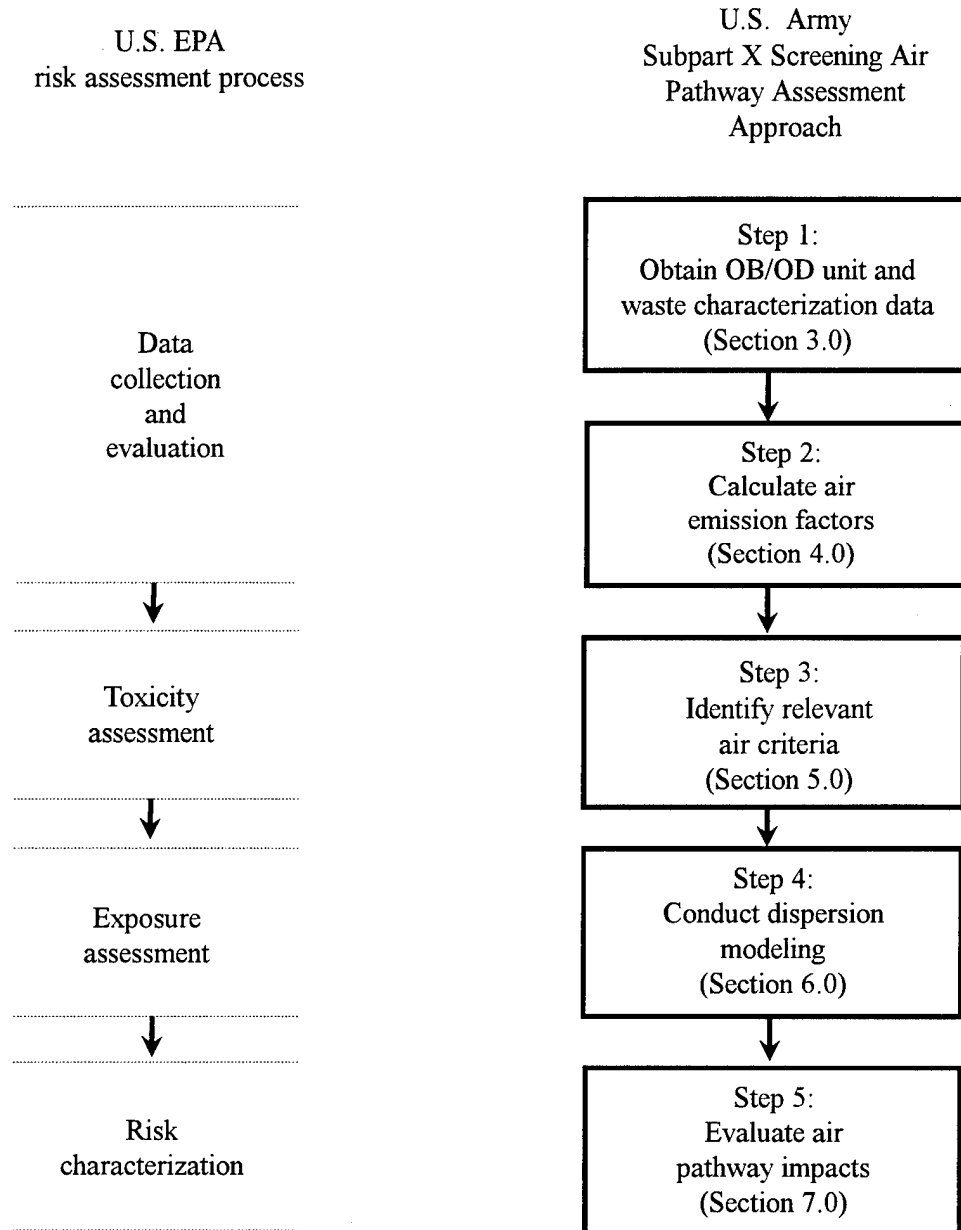 U.S. EPA
risk assessment process
U.S. Army
Subpart X Screening Air
Pathway Assessment
Approach
Data
collection
and
evaluation
Toxicity
assessment
Exposure
assessment
Risk
characterization
Step 1:
Obtain OB/OD unit and
waste characterization data
(Section 3.0)
Step 2:
Calculate air
emission factors
(Section 4.0)
Step 3:
Identify relevant
air criteria
(Section 5.0)
Step 4:
Conduct dispersion
modeling
(Section 6.0)
Step 5:
Evaluate air
pathway impacts
(Section 7.0)